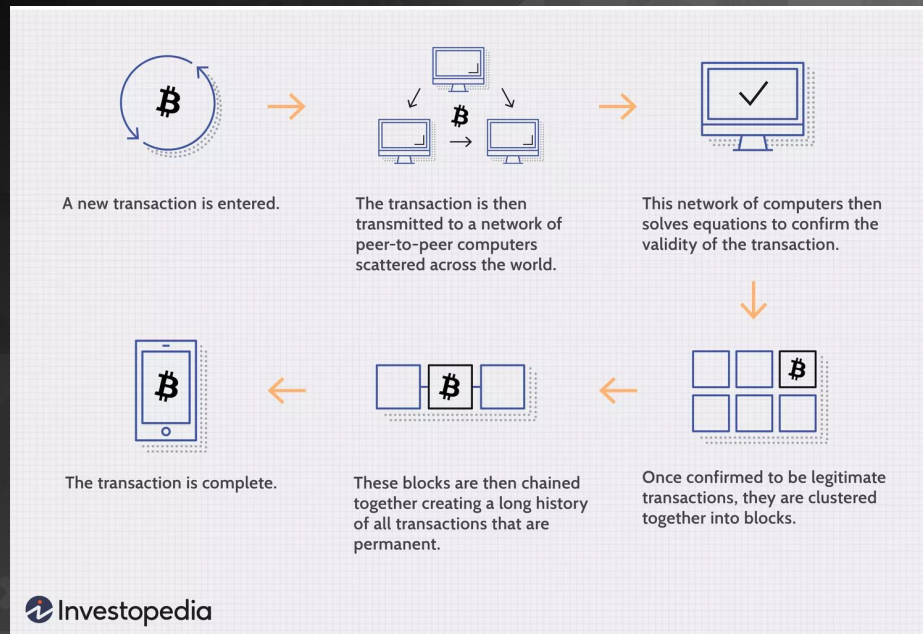 A new transaction is entered.
The transaction is then
transmitted to a network of
peer-to-peer computers
scattered across the world.
This network of computers then
solves equations to confirm the
validity of the transaction.
Once confirmed to be legitimate
transactions, they are clustered
together into blocks.
These blocks are then chained
together creating a long history
of all transactions that are
permanent.
The transaction is complete.
Investopedia